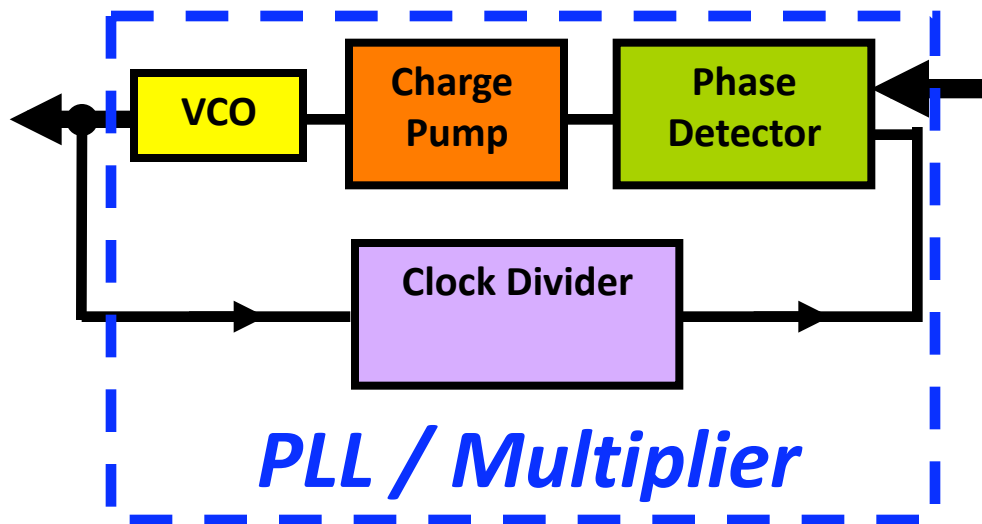 VCO
Charge
Pump
Phase
Detector
Clock Divider
PLL / Multiplier